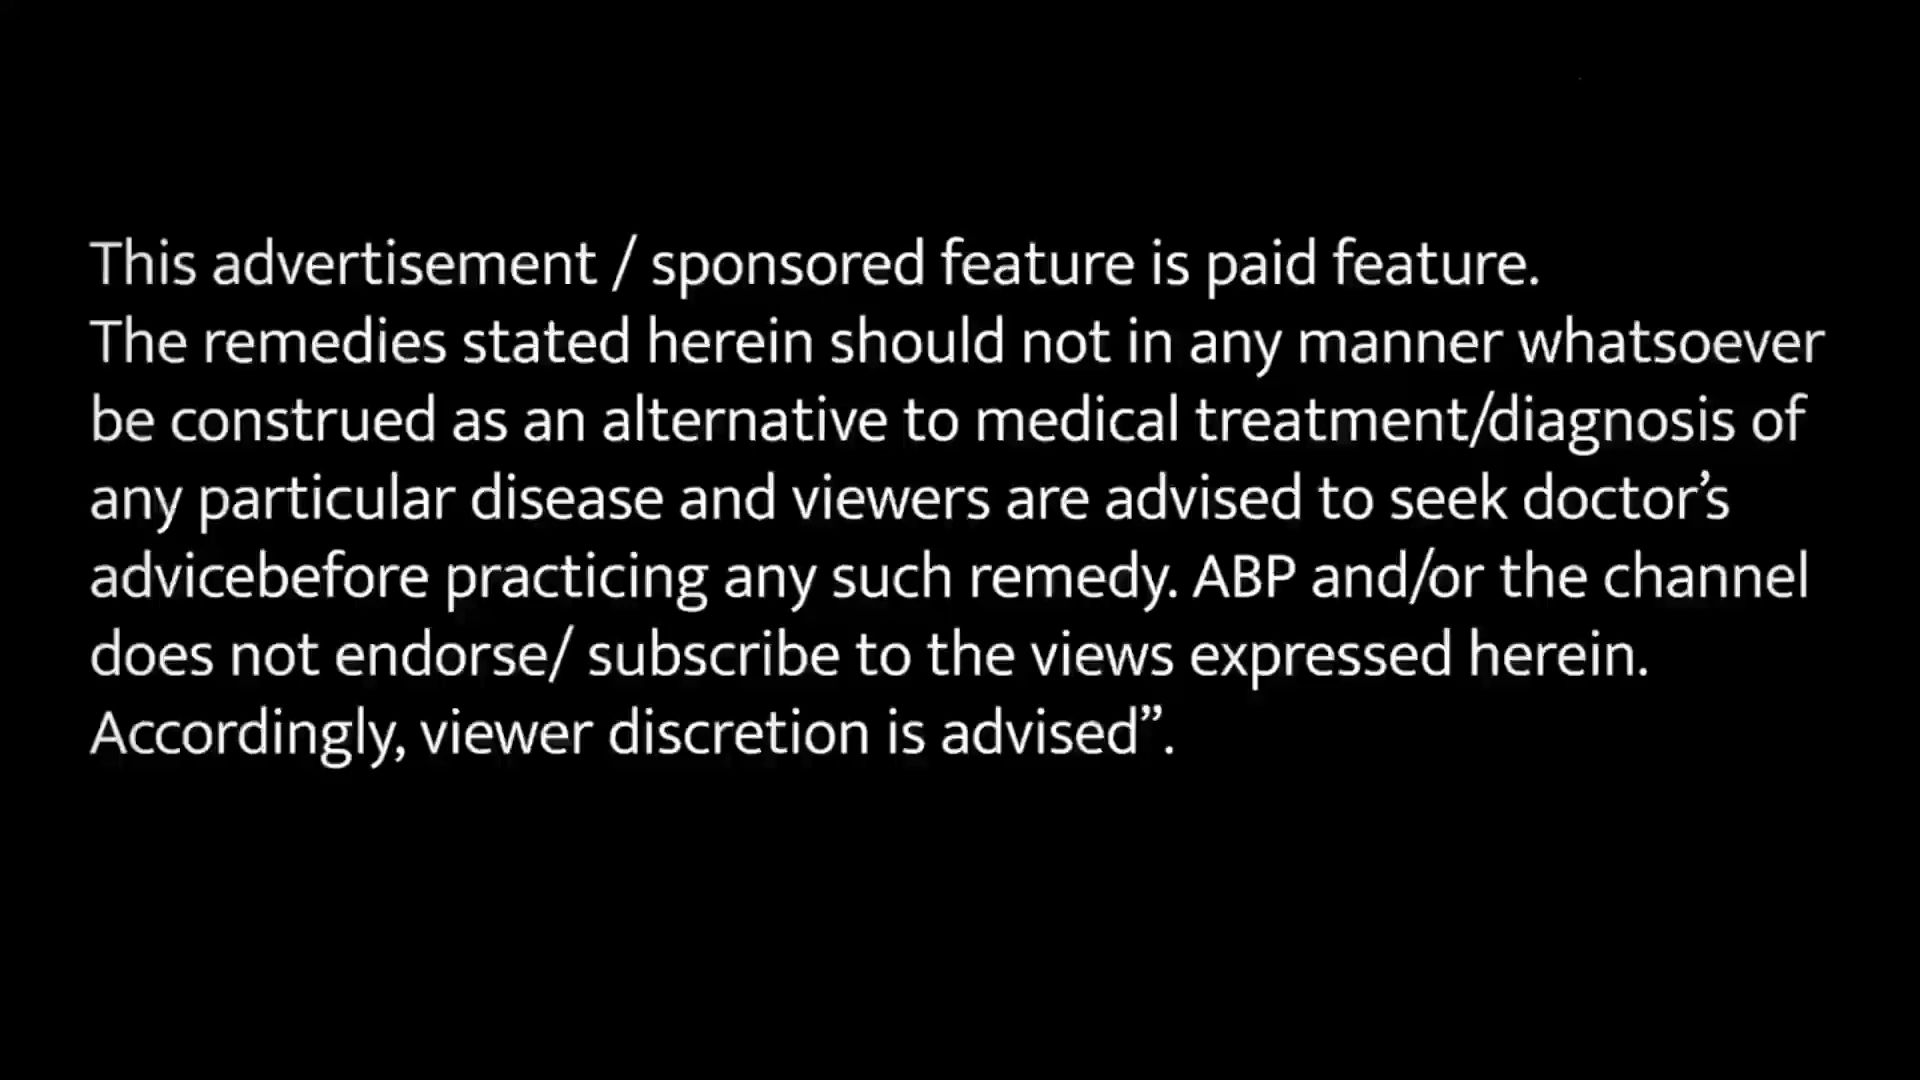 This advertisement / sponsored feature is paid feature.
The remedies stated herein should not in any manner whatsoever
be construed as an alternative to medical treatment/diagnosis of
any particular disease and viewers are advised to seek doctor’s
advicebefore practicing any such remedy. ABP and/or the channel
does not endorse/ subscribe to the views expressed herein.
Accordingly, viewer discretion is advised”.